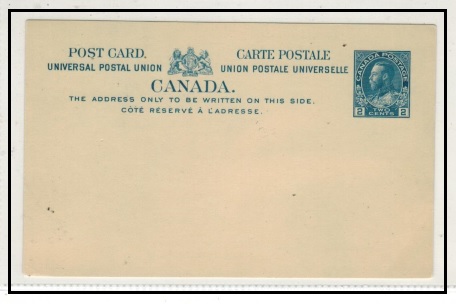 POST CARD. CARTE POSTALE
UNIVERSAL POSTAL UNION UNION POSTALE UNIVERSELLE
CANADA.
THE ADDRESS ONLY TO BE WRITTEN ON THIS SIDE.
CÔTÉ RÉSERVÉ À L'ADRESSE.
CANADA POSTAGE
2 TWO CENTS 2